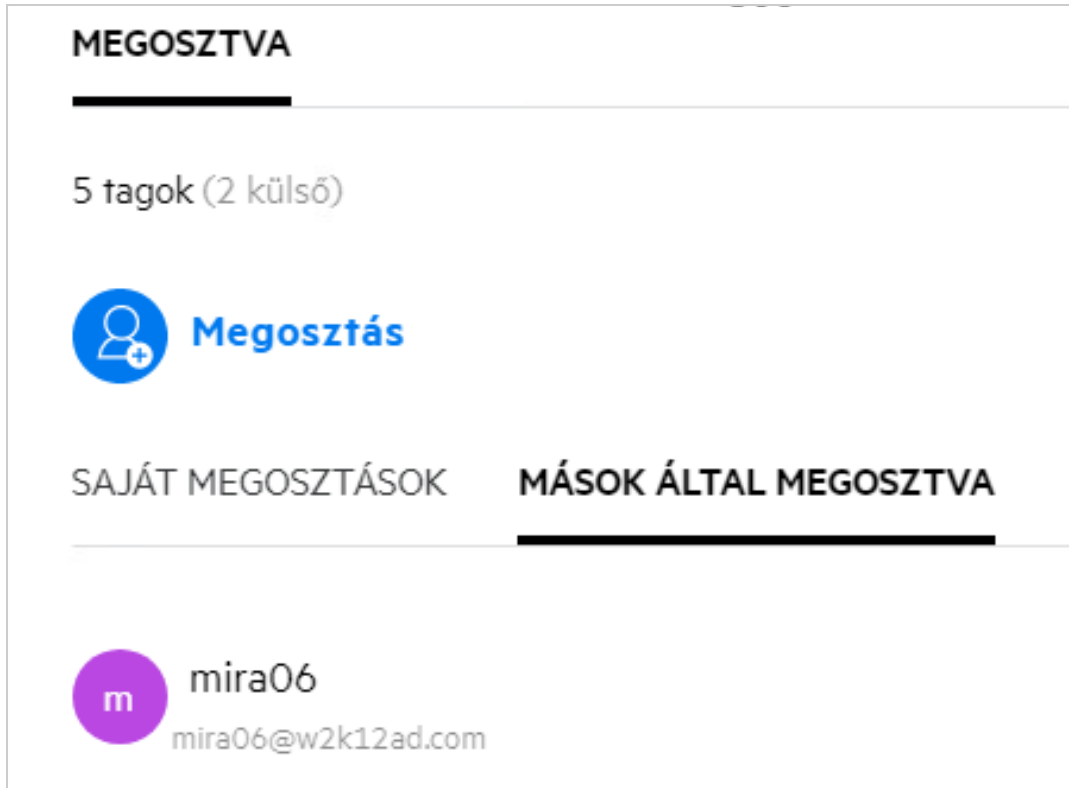 MEGOSZTVA
5 tagok (2 külső)
Megosztás
SAJÁT MEGOSZTÁSOK MÁSOK ÁLTAL MEGOSZTVA
m mira06
mira06@w2k12ad.com